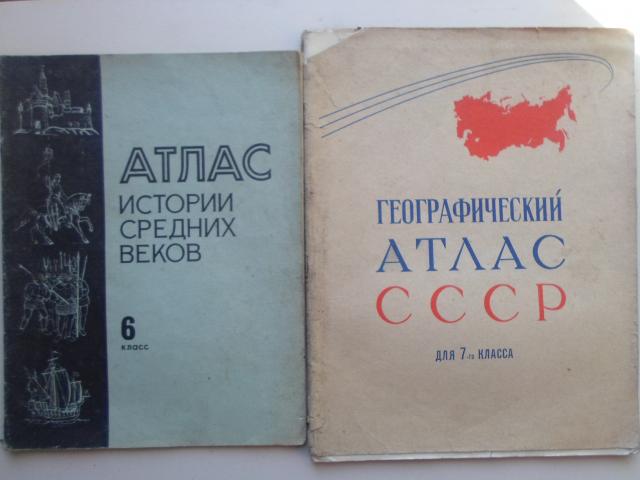 АТЛАС
ИСТОРИИ
СРЕДНИХ
ВЕКОВ
6
класс
ГЕОГРАФИЧЕСКИЙ
АТЛАС
СССР
ДЛЯ 7-го КЛАССА